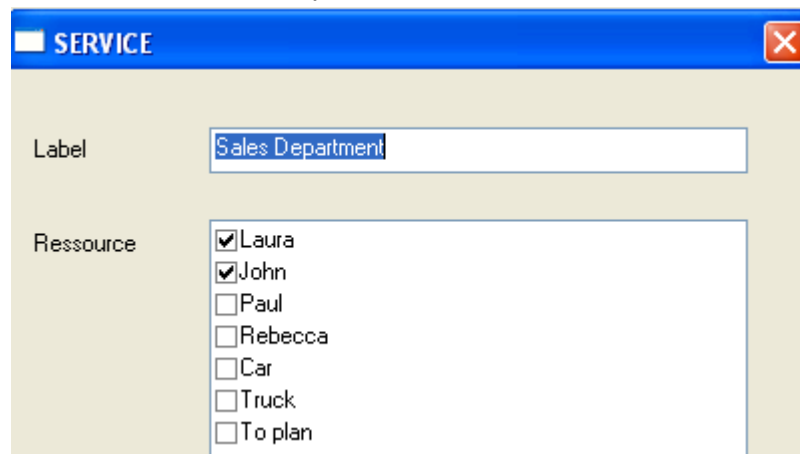 SERVICE
Label
Sales Department
Ressource
Laura
John
Paul
Rebecca
Car
Truck
To plan